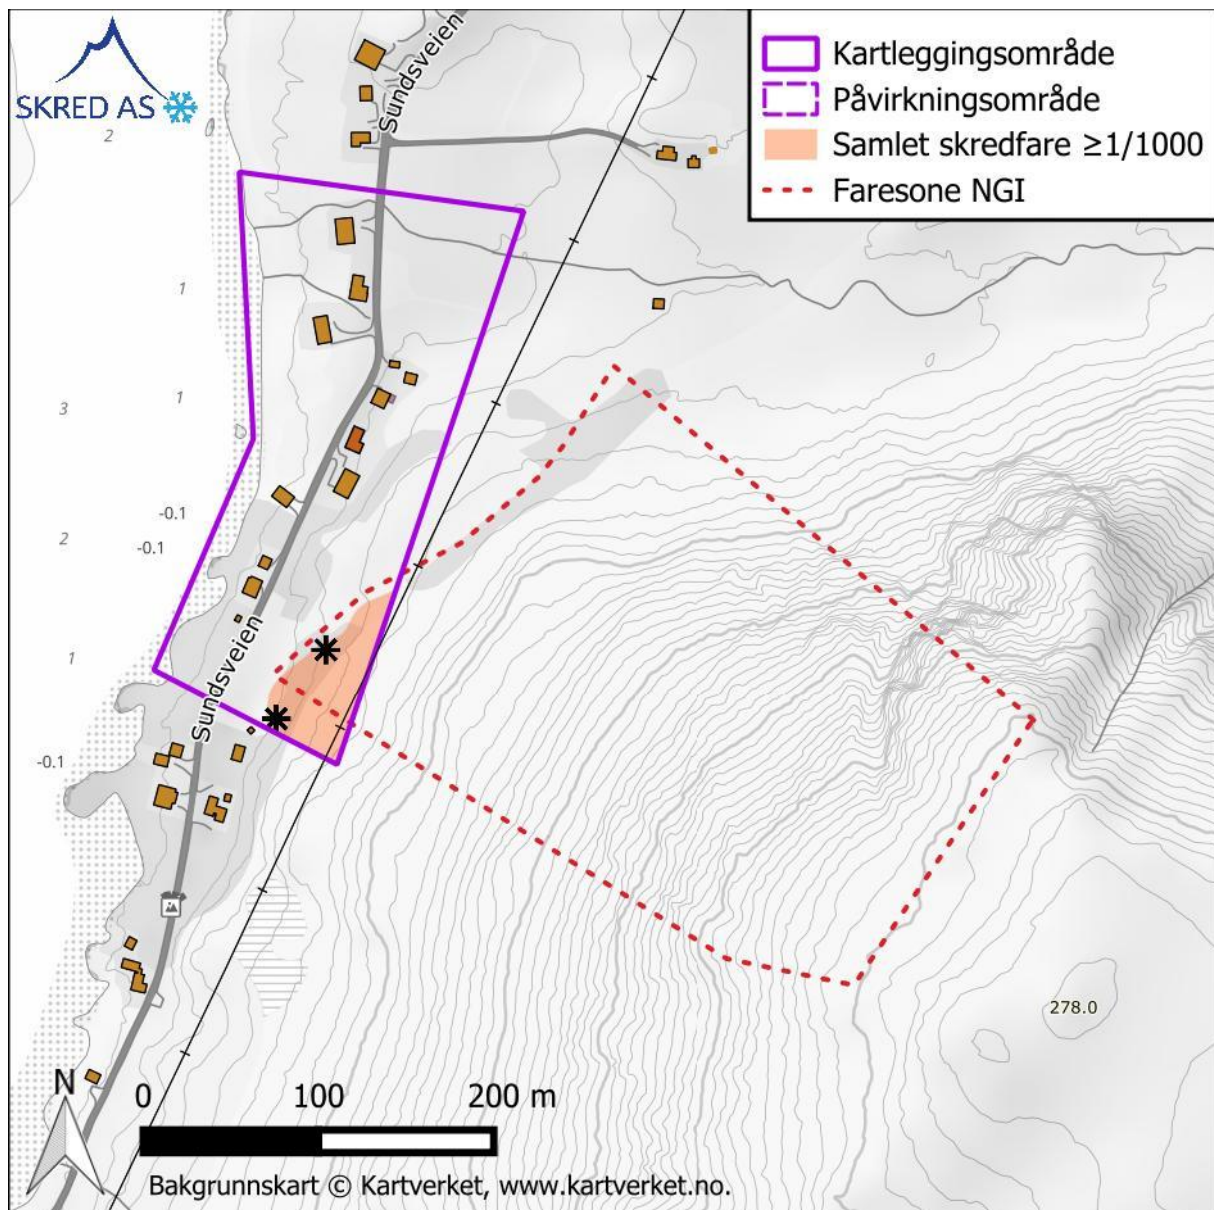 SKRED AS
Kartleggingsområde
Påvirkningsområde
Samlet skredfare ≥1/1000
Faresone NGI
Sundsveien
2
0
1
3
1
-0.1
2
-0.1
1
Sundsveien
-0.1
278.0
N
0 100 200 m
Bakgrunnskart © Kartverket, www.kartverket.no.